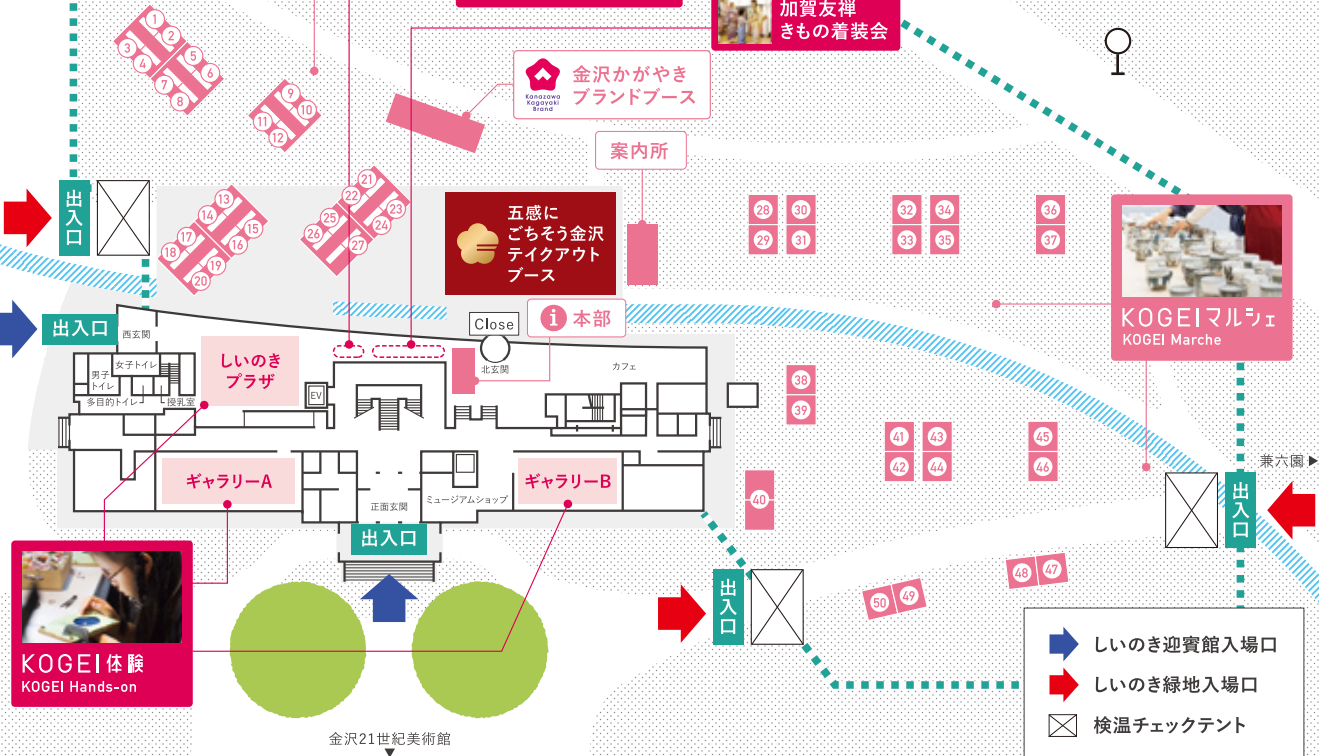 加賀友禅
きもの着装会
金沢かがやき
ブランドブース
Kanazawa
Kagayaki
Brand
案内所
1
2
3
4
5
6
7
8
9
10
11
12
13
14
15
16
17
18
19
20
21
22
23
24
25
26
27
28
29
30
31
32
33
34
35
36
37
出入口
五感に
ごちそう金沢
テイクアウト
ブース
KOGEIマルシェ
KOGEI Marche
出入口
西玄関
女子トイレ
男子
トイレ
多目的トイレ
授乳室
しいのき
プラザ
EV
Close
i 本部
北玄関
カフェ
38
39
40
41
42
43
44
45
46
兼六園 ▶
出入口
ギャラリーA
正面玄関
ミュージアムショップ
ギャラリーB
出入口
出入口
47
48
49
50
KOGEI 体験
KOGEI Hands-on
しいのき迎賓館入場口
しいのき緑地入場口
検温チェックテント
金沢21世紀美術館
▼